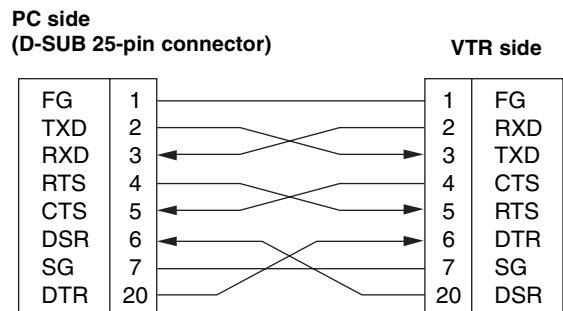 PC side
(D-SUB 25-pin connector)
VTR side
FG 1 1 FG
TXD 2 2 RXD
RXD 3 3 TXD
RTS 4 4 CTS
CTS 5 5 RTS
DSR 6 6 DTR
SG 7 7 SG
DTR 20 20 DSR